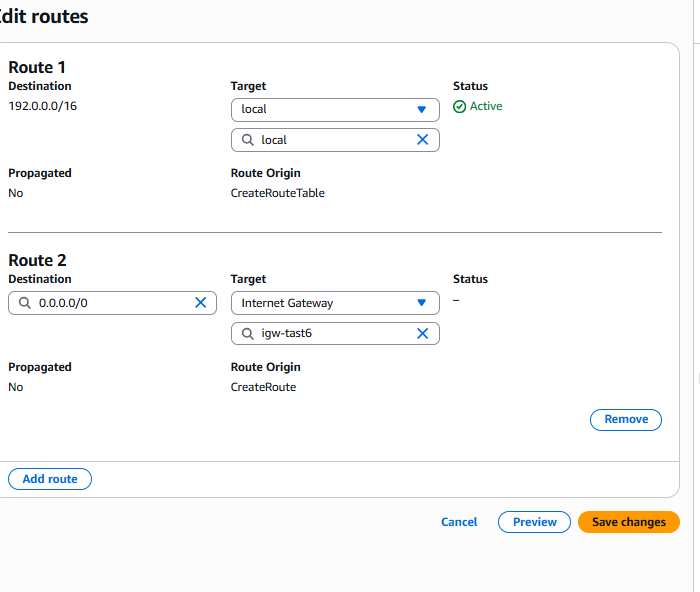 Edit routes
Route 1
Destination Target Status
192.0.0.0/16 local Active
local
Propagated Route Origin
No CreateRouteTable
Route 2
Destination Target Status
0.0.0.0/0 Internet Gateway –
igw-tast6
Propagated Route Origin
No CreateRoute
Remove
Add route
Cancel Preview Save changes